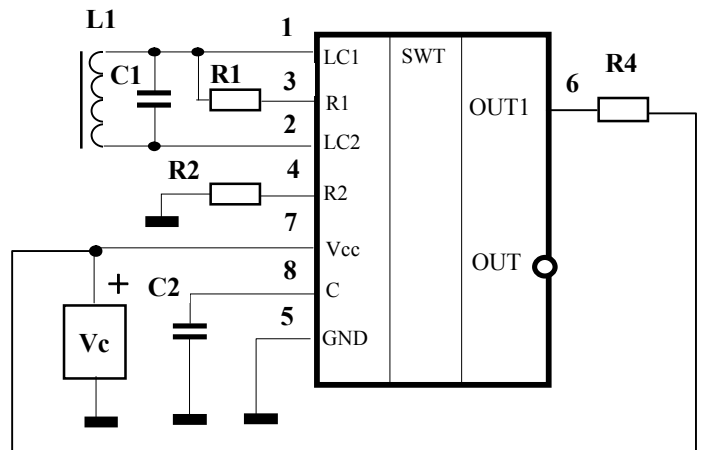 L1
1
LC1
SWT
C1
R1
3
R1
6
R4
OUT1
2
LC2
R2
4
R2
7
Vcc
OUT
+
C2
8
C
Vc
5
GND